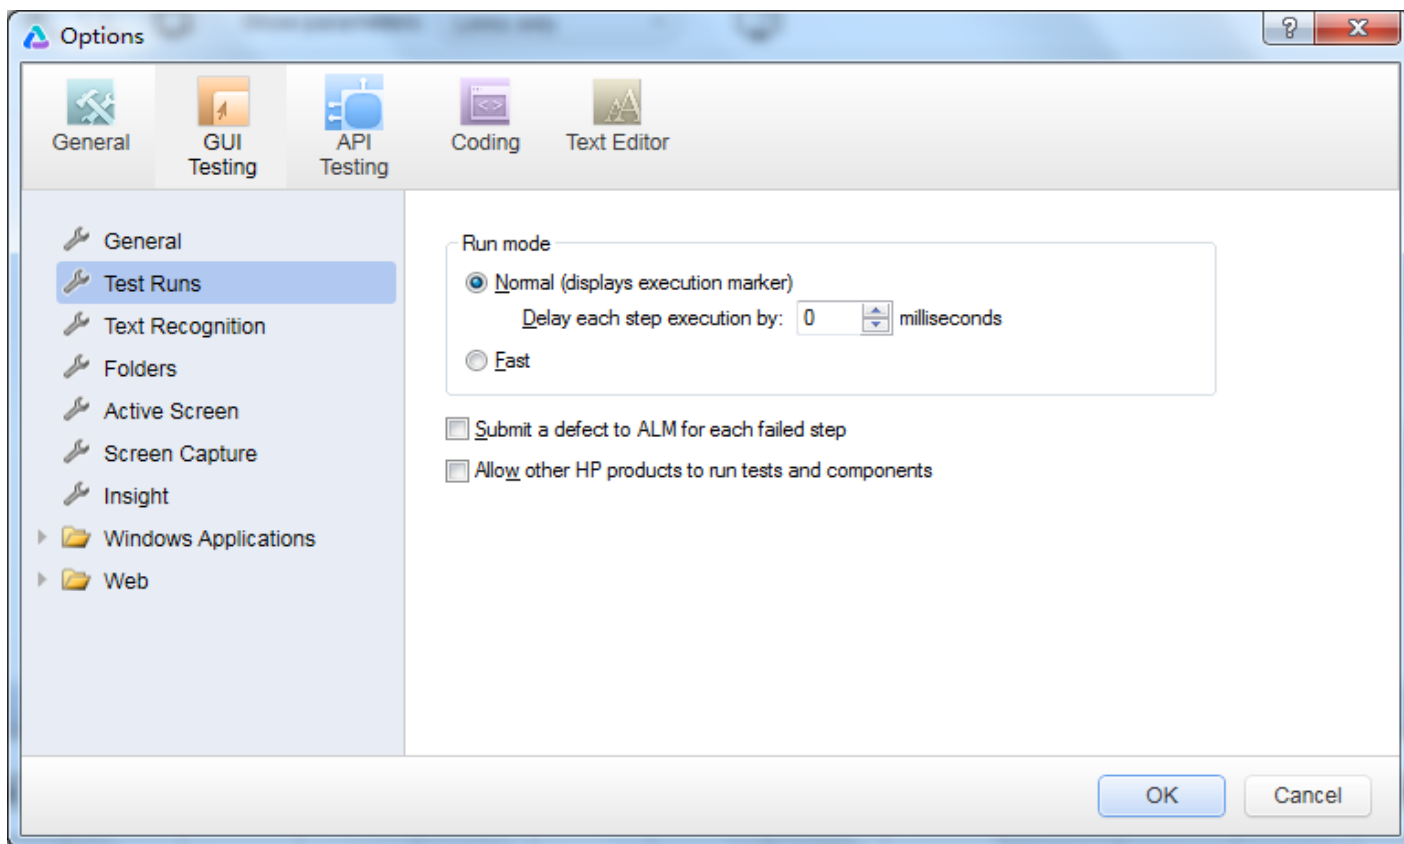 Options
General
GUI
Testing
API
Testing
Coding
Text Editor
General
Test Runs
Text Recognition
Folders
Active Screen
Screen Capture
Insight
Windows Applications
Web
Run mode
Normal (displays execution marker)
Delay each step execution by: 0 milliseconds
Fast
Submit a defect to ALM for each failed step
Allow other HP products to run tests and components
OK
Cancel